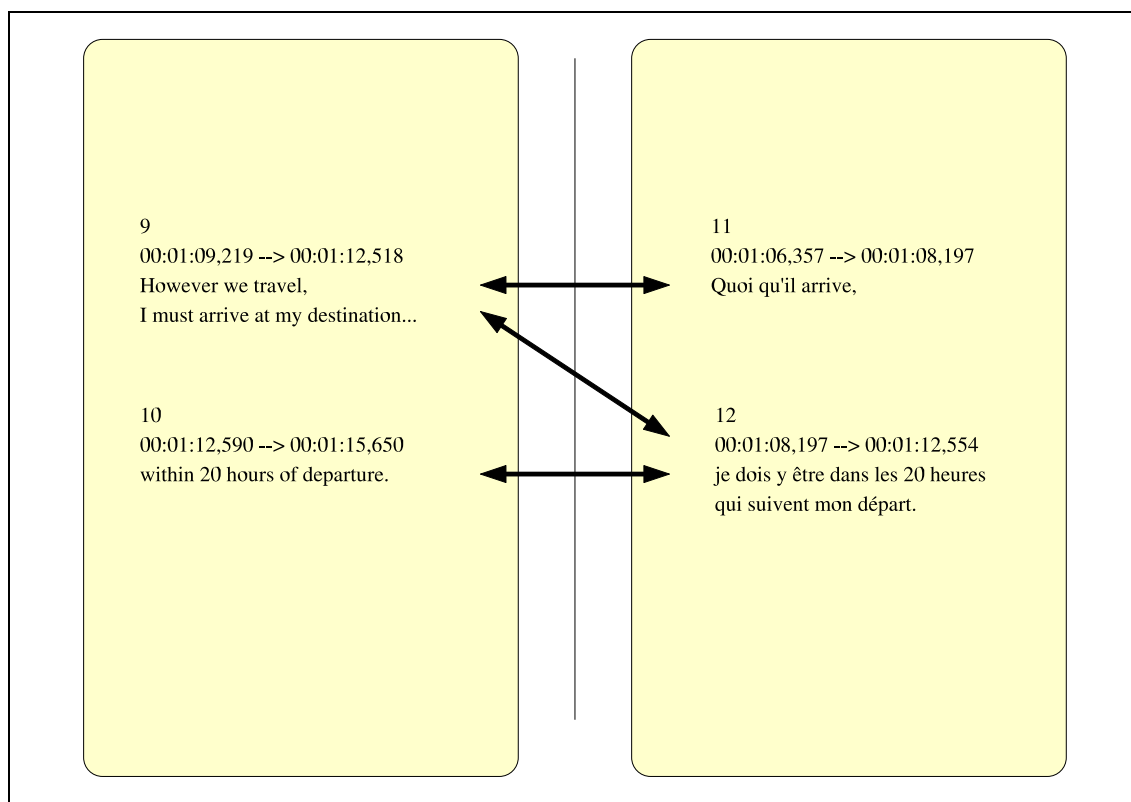 9
00:01:09,219 --> 00:01:12,518
However we travel,
I must arrive at my destination...
10
00:01:12,590 --> 00:01:15,650
within 20 hours of departure.
11
00:01:06,357 --> 00:01:08,197
Quoi qu'il arrive,
12
00:01:08,197 --> 00:01:12,554
je dois y être dans les 20 heures
qui suivent mon départ.